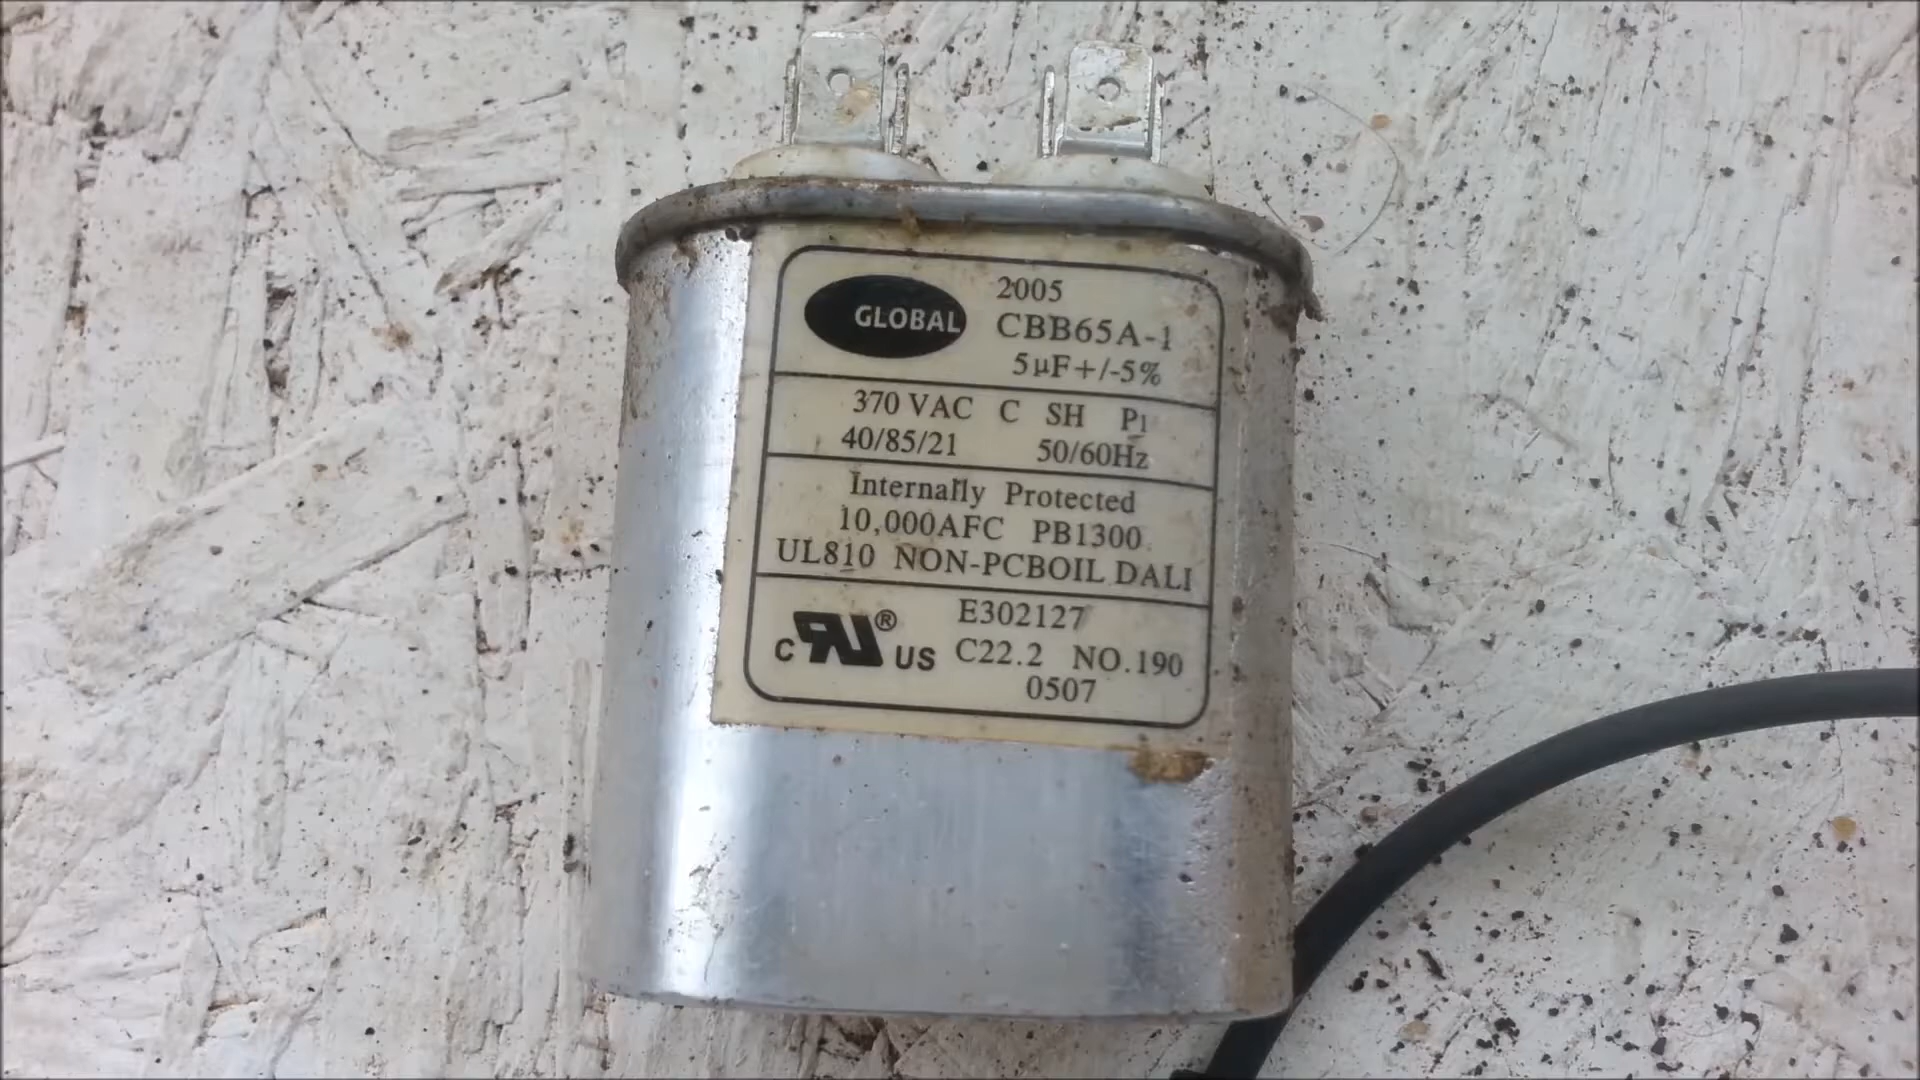 GLOBAL
2005
CBB65A-1
5µF+/-5%
370 VAC C SH P1
40/85/21 50/60Hz
Internally Protected
10,000AFC PB1300
UL810 NON-PCBOIL DALI
E302127
C RU® US C22.2 NO.190
0507